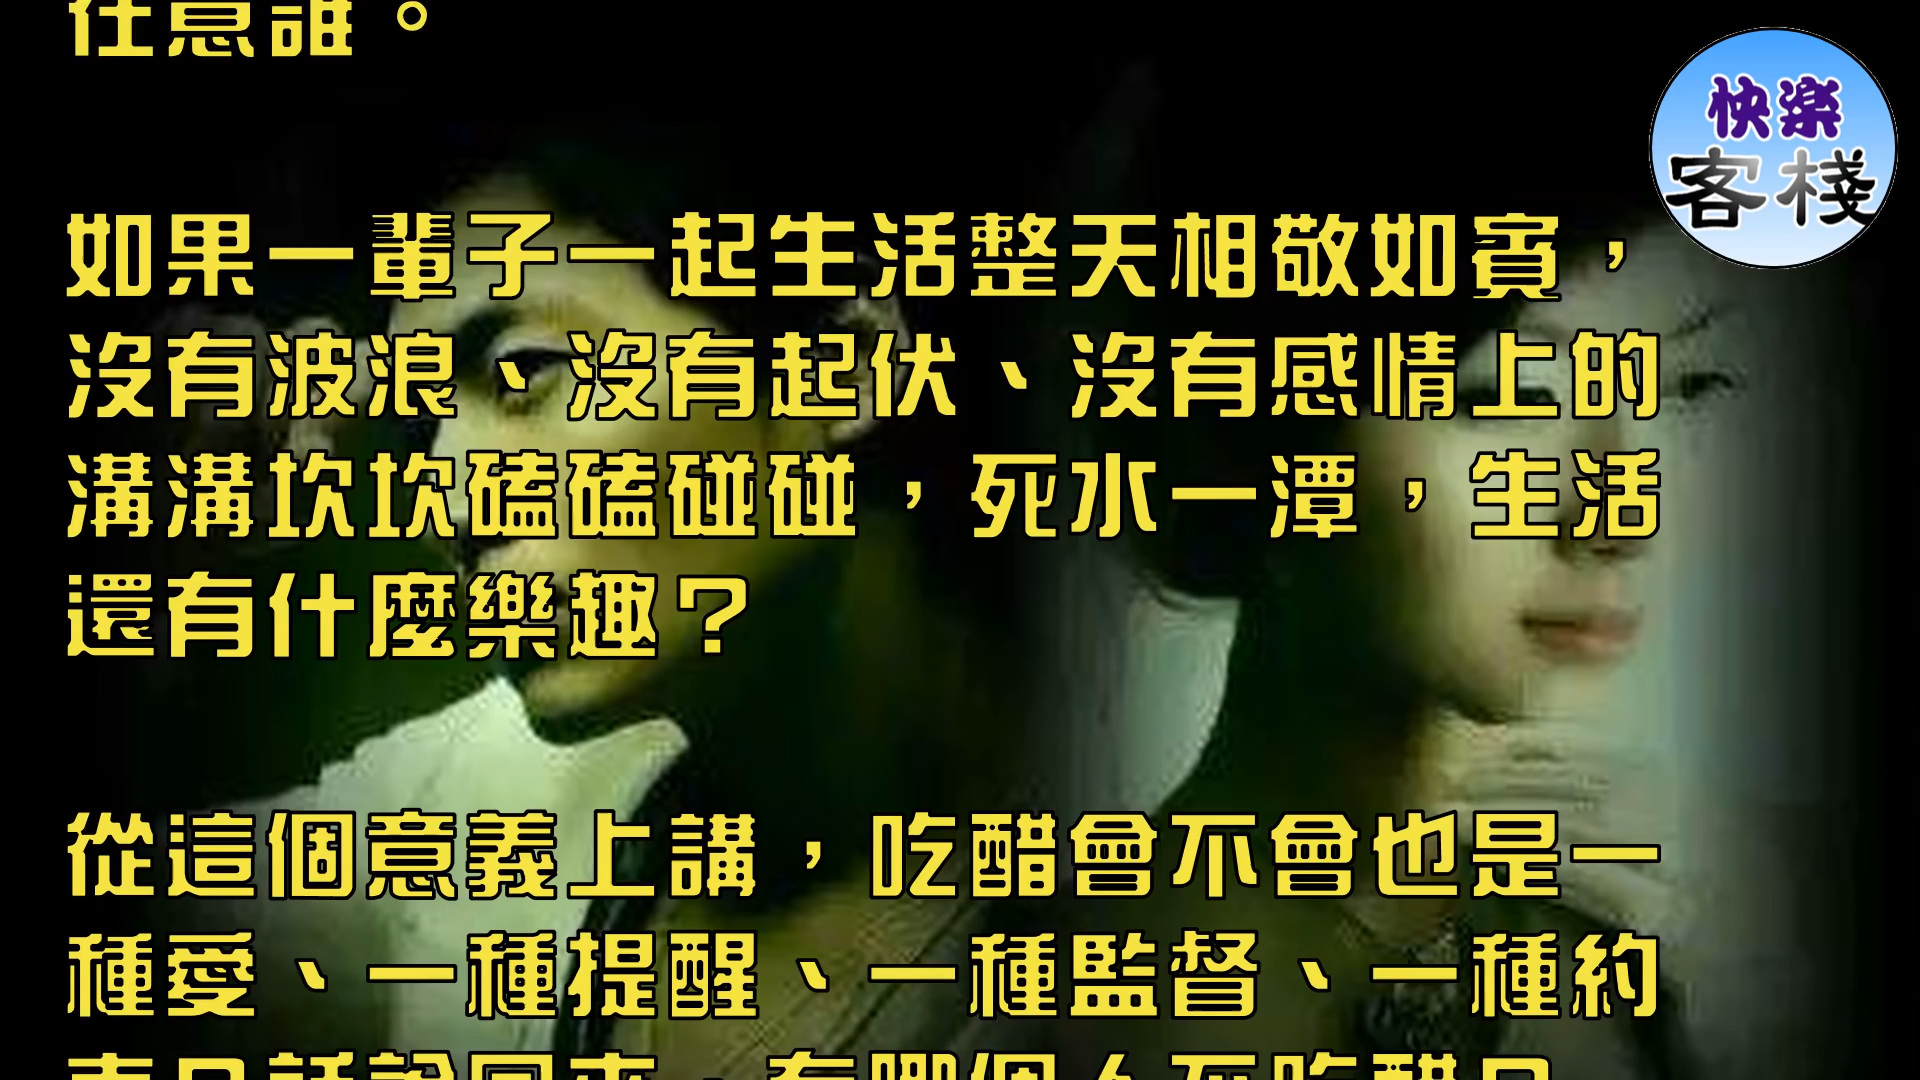 任意誰。
如果一輩子一起生活整天相敬如賓，
沒有波浪、沒有起伏、沒有感情上的
溝溝坎坎磕磕碰碰，死水一潭，生活
還有什麼樂趣？
從這個意義上講，吃醋會不會也是一
種愛、一種提醒、一種監督、一種約
快樂
客棧